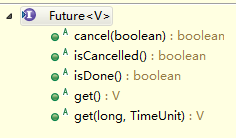 Future<V>
cancel(boolean) : boolean
isCancelled() : boolean
isDone() : boolean
get() : V
get(long, TimeUnit) : V